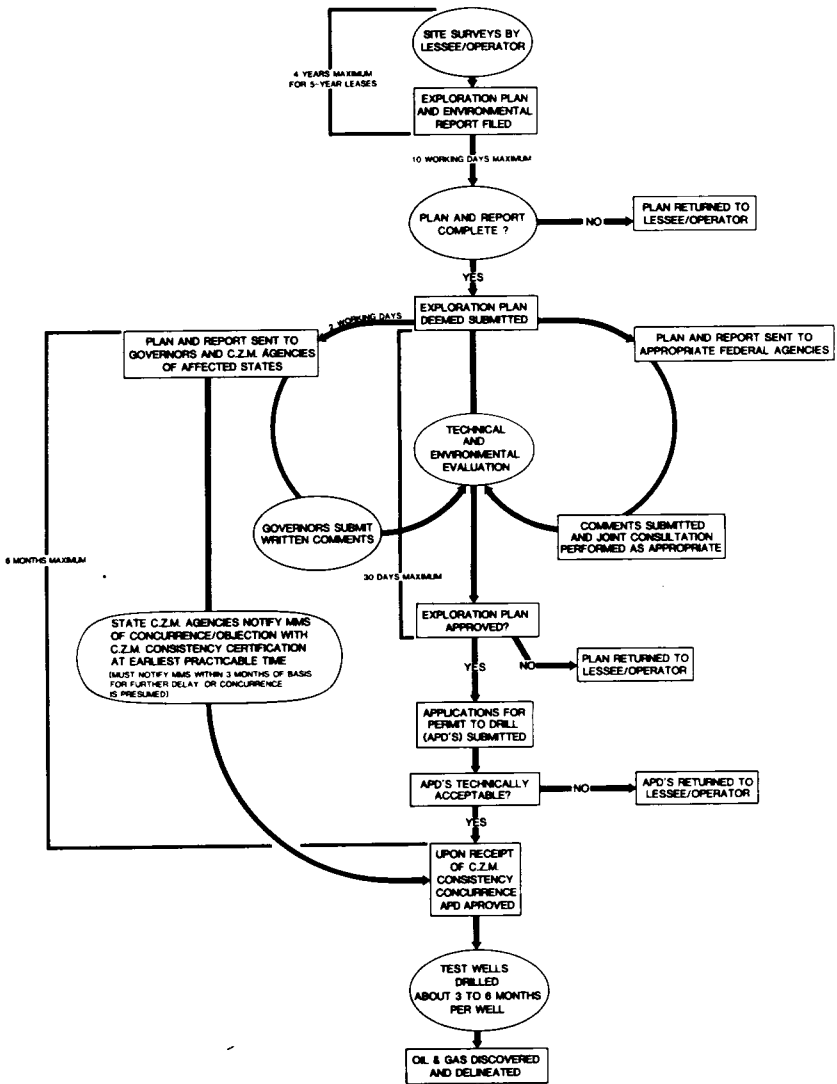 SITE SURVEYS BY
LESSEE/OPERATOR
4 YEARS MAXIMUM
FOR 5-YEAR LEASES
EXPLORATION PLAN
AND ENVIRONMENTAL
REPORT FILED
10 WORKING DAYS MAXIMUM
PLAN AND REPORT
COMPLETE ?
NO
PLAN RETURNED TO
LESSEE/OPERATOR
YES
EXPLORATION PLAN
DEEMED SUBMITTED
2 WORKING DAYS
PLAN AND REPORT SENT TO
GOVERNORS AND C.Z.M. AGENCIES
OF AFFECTED STATES
PLAN AND REPORT SENT TO
APPROPRIATE FEDERAL AGENCIES
TECHNICAL
AND
ENVIRONMENTAL
EVALUATION
GOVERNORS SUBMIT
WRITTEN COMMENTS
COMMENTS SUBMITTED
AND JOINT CONSULTATION
PERFORMED AS APPROPRIATE
6 MONTHS MAXIMUM
30 DAYS MAXIMUM
STATE C.Z.M. AGENCIES NOTIFY MMS
OF CONCURRENCE/OBJECTION WITH
C.Z.M. CONSISTENCY CERTIFICATION
AT EARLIEST PRACTICABLE TIME
(MUST NOTIFY MMS WITHIN 3 MONTHS OF BASIS
FOR FURTHER DELAY OR CONCURRENCE
IS PRESUMED)
EXPLORATION PLAN
APPROVED?
NO
PLAN RETURNED TO
LESSEE/OPERATOR
YES
APPLICATIONS FOR
PERMIT TO DRILL
(APD'S) SUBMITTED
APD'S TECHNICALLY
ACCEPTABLE?
NO
APD'S RETURNED TO
LESSEE/OPERATOR
YES
UPON RECEIPT
OF C.Z.M.
CONSISTENCY
CONCURRENCE
APD APROVED
TEST WELLS
DRILLED
ABOUT 3 TO 6 MONTHS
PER WELL
OIL & GAS DISCOVERED
AND DELINEATED